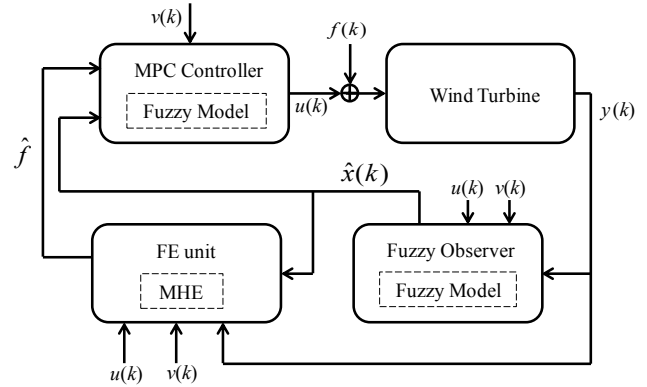 v(k)
f(k)
MPC Controller
Fuzzy Model
u(k)
Wind Turbine
y(k)
f̂
x̂(k)
u(k)
v(k)
FE unit
MHE
Fuzzy Observer
Fuzzy Model
u(k)
v(k)